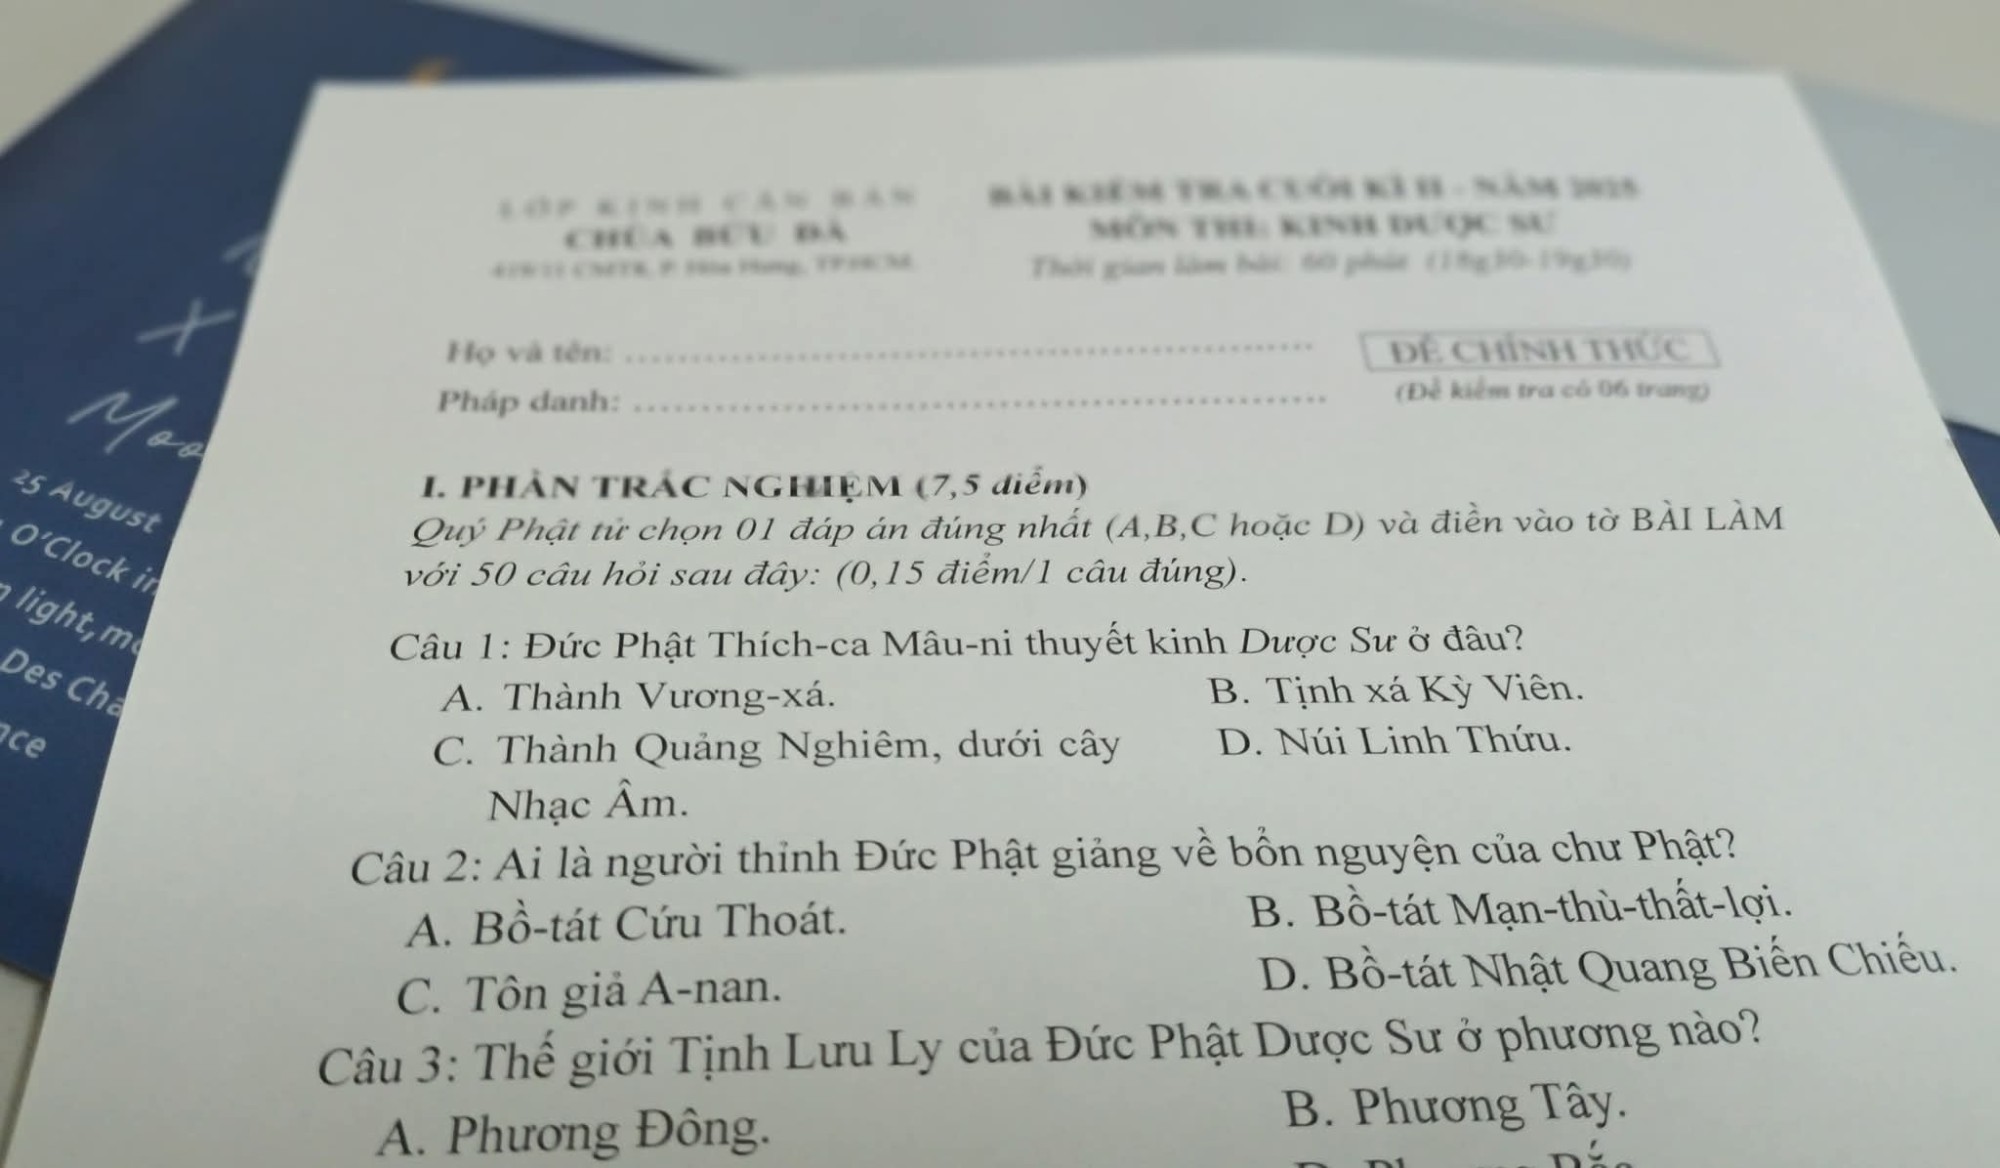 LỚP KINH CĂN BẢN
CHÙA BỬU ĐÀ
BÀI KIỂM TRA CUỐI KÌ II - NĂM 2025
MÔN THI: KINH DƯỢC SƯ
Thời gian làm bài: 60 phút (18g30-19g30)
Họ và tên:
ĐỀ CHÍNH THỨC
Pháp danh:
(Đề kiểm tra có 06 trang)
I. PHẦN TRẮC NGHIỆM (7,5 điểm)
Quý Phật tử chọn 01 đáp án đúng nhất (A,B,C hoặc D) và điền vào tờ BÀI LÀM
với 50 câu hỏi sau đây: (0,15 điểm/1 câu đúng).
Câu 1: Đức Phật Thích-ca Mâu-ni thuyết kinh Dược Sư ở đâu?
A. Thành Vương-xá.
B. Tịnh xá Kỳ Viên.
C. Thành Quảng Nghiêm, dưới cây
Nhạc Âm.
D. Núi Linh Thứu.
Câu 2: Ai là người thỉnh Đức Phật giảng về bổn nguyện của chư Phật?
A. Bồ-tát Cứu Thoát.
B. Bồ-tát Mạn-thù-thất-lợi.
C. Tôn giả A-nan.
D. Bồ-tát Nhật Quang Biến Chiếu.
Câu 3: Thế giới Tịnh Lưu Ly của Đức Phật Dược Sư ở phương nào?
A. Phương Đông.
B. Phương Tây.
+
25 August
O'Clock in
light,
Des